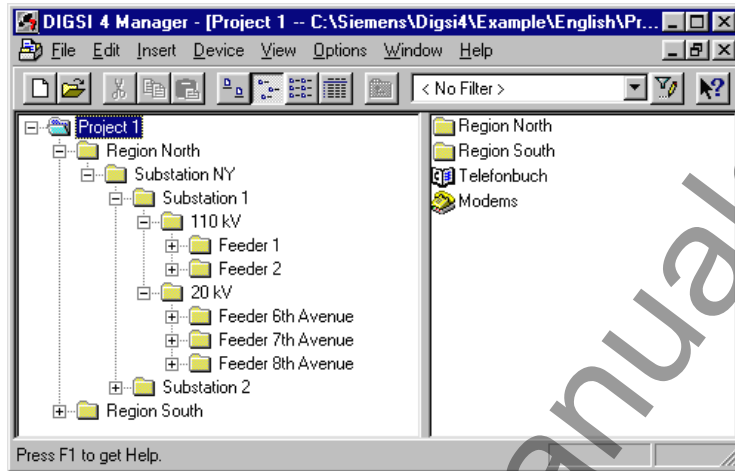 DIGSI 4 Manager - [Project 1 -- C:\Siemens\Digsi4\Example\English\Pr...
File Edit Insert Device View Options Window Help
< No Filter >
Project 1
Region North
Substation NY
Substation 1
110 kV
Feeder 1
Feeder 2
20 kV
Feeder 6th Avenue
Feeder 7th Avenue
Feeder 8th Avenue
Substation 2
Region South
Region North
Region South
Telefonbuch
Modems
Press F1 to get Help.